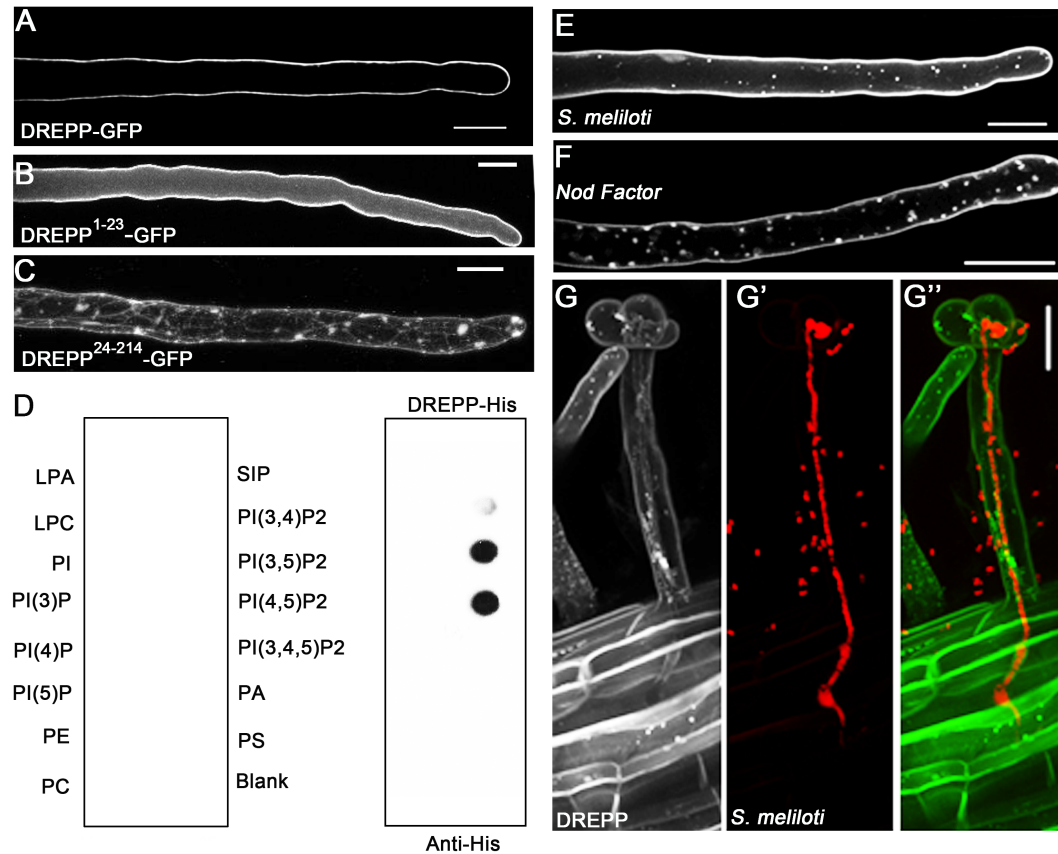 A
DREPP-GFP
B
DREPP1-23-GFP
C
DREPP24-214-GFP
D
DREPP-His
LPA
LPC
PI
PI(3)P
PI(4)P
PI(5)P
PE
PC
SIP
PI(3,4)P2
PI(3,5)P2
PI(4,5)P2
PI(3,4,5)P2
PA
PS
Blank
Anti-His
E
S. meliloti
F
Nod Factor
G
DREPP
G'
S. meliloti
G''